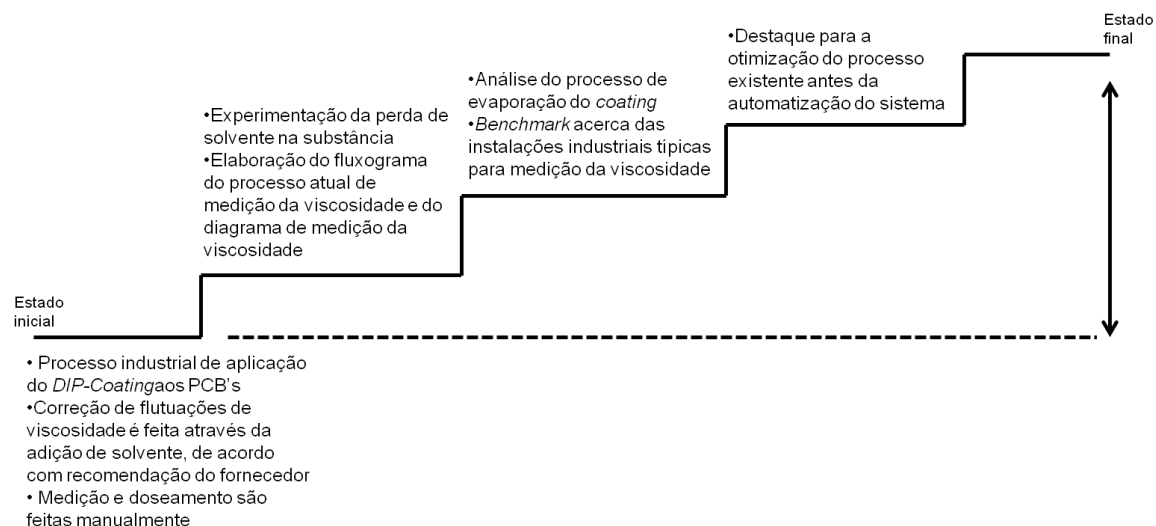 Estado
inicial
• Processo industrial de aplicação
do DIP-Coatingaos PCB's
•Correção de flutuações de
viscosidade é feita através da
adição de solvente, de acordo
com recomendação do fornecedor
• Medição e doseamento são
feitas manualmente
•Experimentação da perda de
solvente na substância
•Elaboração do fluxograma
do processo atual de
medição da viscosidade e do
diagrama de medição da
viscosidade
•Análise do processo de
evaporação do coating
•Benchmark acerca das
instalações industriais típicas
para medição da viscosidade
•Destaque para a
otimização do processo
existente antes da
automatização do sistema
Estado
final